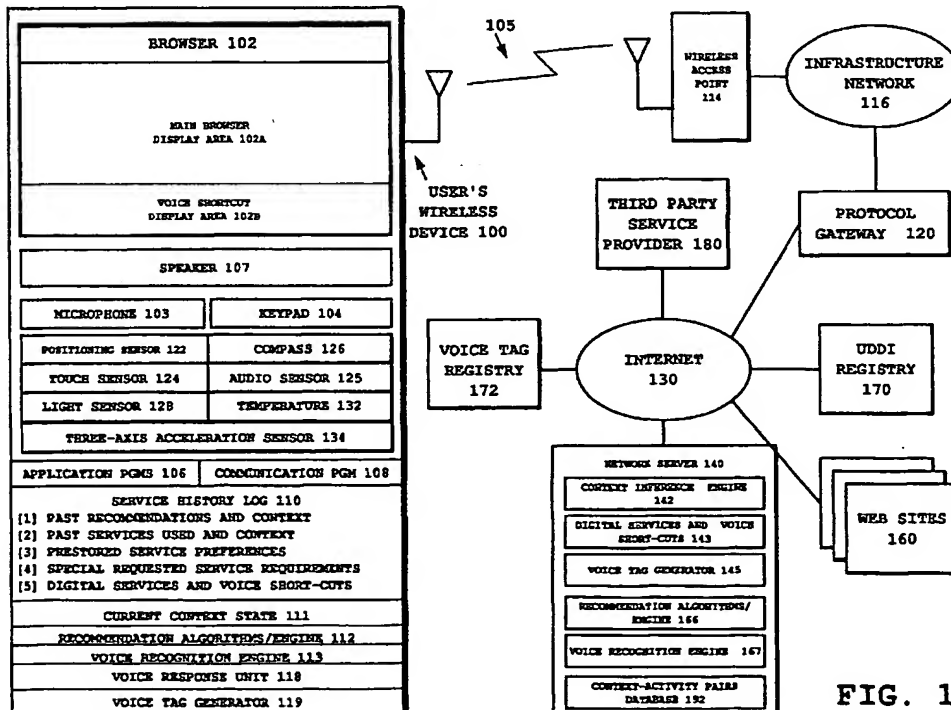 BROWSER 102
MAIN BROWSER
DISPLAY AREA 102A
VOICE SHORTCUT
DISPLAY AREA 102B
SPEAKER 107
MICROPHONE 103
KEYPAD 104
POSITIONING SENSOR 122
COMPASS 126
TOUCH SENSOR 124
AUDIO SENSOR 125
LIGHT SENSOR 128
TEMPERATURE 132
THREE-AXIS ACCELERATION SENSOR 134
APPLICATION PGMS 106
COMMUNICATION PGM 108
SERVICE HISTORY LOG 110
[1] PAST RECOMMENDATIONS AND CONTEXT
[2] PAST SERVICES USED AND CONTEXT
[3] PRESTORED SERVICE PREFERENCES
[4] SPECIAL REQUESTED SERVICE REQUIREMENTS
[5] DIGITAL SERVICES AND VOICE SHORT-CUTS
CURRENT CONTEXT STATE 111
RECOMMENDATION ALGORITHMS/ENGINE 112
VOICE RECOGNITION ENGINE 113
VOICE RESPONSE UNIT 118
VOICE TAG GENERATOR 119
105
USER'S
WIRELESS
DEVICE 100
WIRELESS
ACCESS
POINT
114
INFRASTRUCTURE
NETWORK
116
THIRD PARTY
SERVICE
PROVIDER 180
PROTOCOL
GATEWAY 120
VOICE TAG
REGISTRY
172
INTERNET
130
UDDI
REGISTRY
170
NETWORK SERVER 140
CONTEXT INFERENCE ENGINE
142
DIGITAL SERVICES AND VOICE
SHORT-CUTS 143
VOICE TAG GENERATOR 145
RECOMMENDATION ALGORITHMS/
ENGINE 166
VOICE RECOGNITION ENGINE 167
CONTEXT-ACTIVITY PAIRS
DATABASE 192
WEB SITES
160
FIG. 1